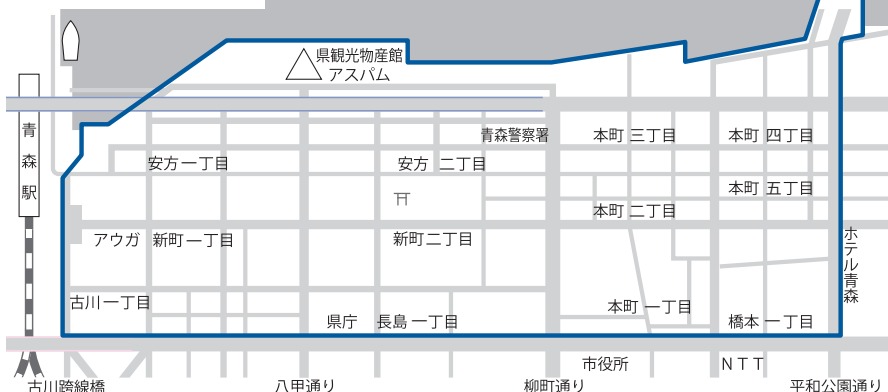 県観光物産館
アスパム
青森駅
青森警察署
本町 三丁目
本町 四丁目
安方一丁目
安方 二丁目
本町 五丁目
本町 二丁目
アウガ
新町一丁目
新町二丁目
ホテル青森
古川一丁目
県庁
長島一丁目
本町 一丁目
橋本 一丁目
市役所
NTT
古川跨線橋
八甲通り
柳町通り
平和公園通り